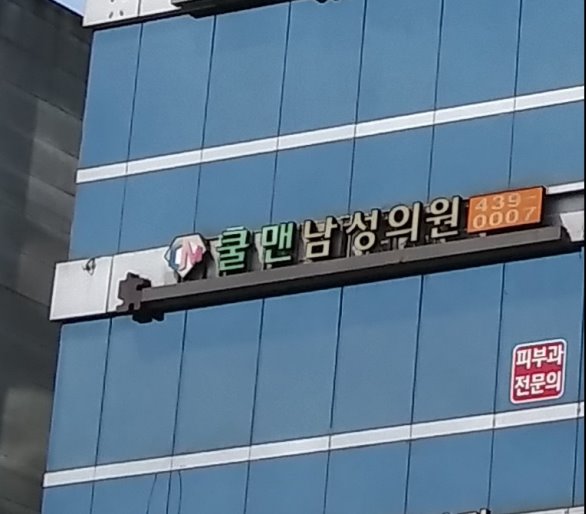 쿨맨남성의원
439-
0007
피부과
전문의